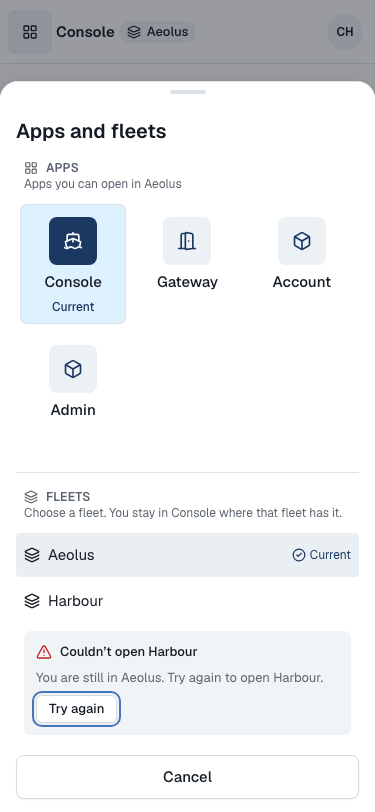 Console
Aeolus
CH
Apps and fleets
APPS
Apps you can open in Aeolus
Console
Current
Gateway
Account
Admin
FLEETS
Choose a fleet. You stay in Console where that fleet has it.
Aeolus
Current
Harbour
Couldn’t open Harbour
You are still in Aeolus. Try again to open Harbour.
Try again
Cancel